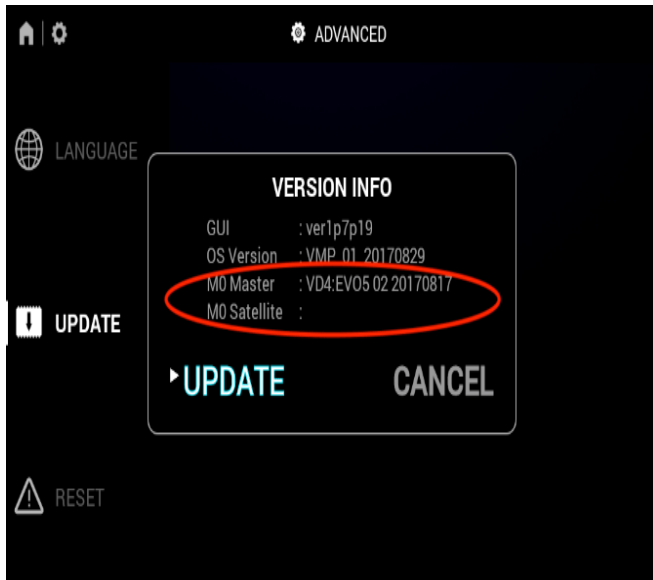 ADVANCED
LANGUAGE
VERSION INFO
GUI : ver1p7p19
OS Version : VMP_01_20170829
M0 Master : VD4:EVO5 02 20170817
M0 Satellite :
UPDATE
UPDATE CANCEL
RESET